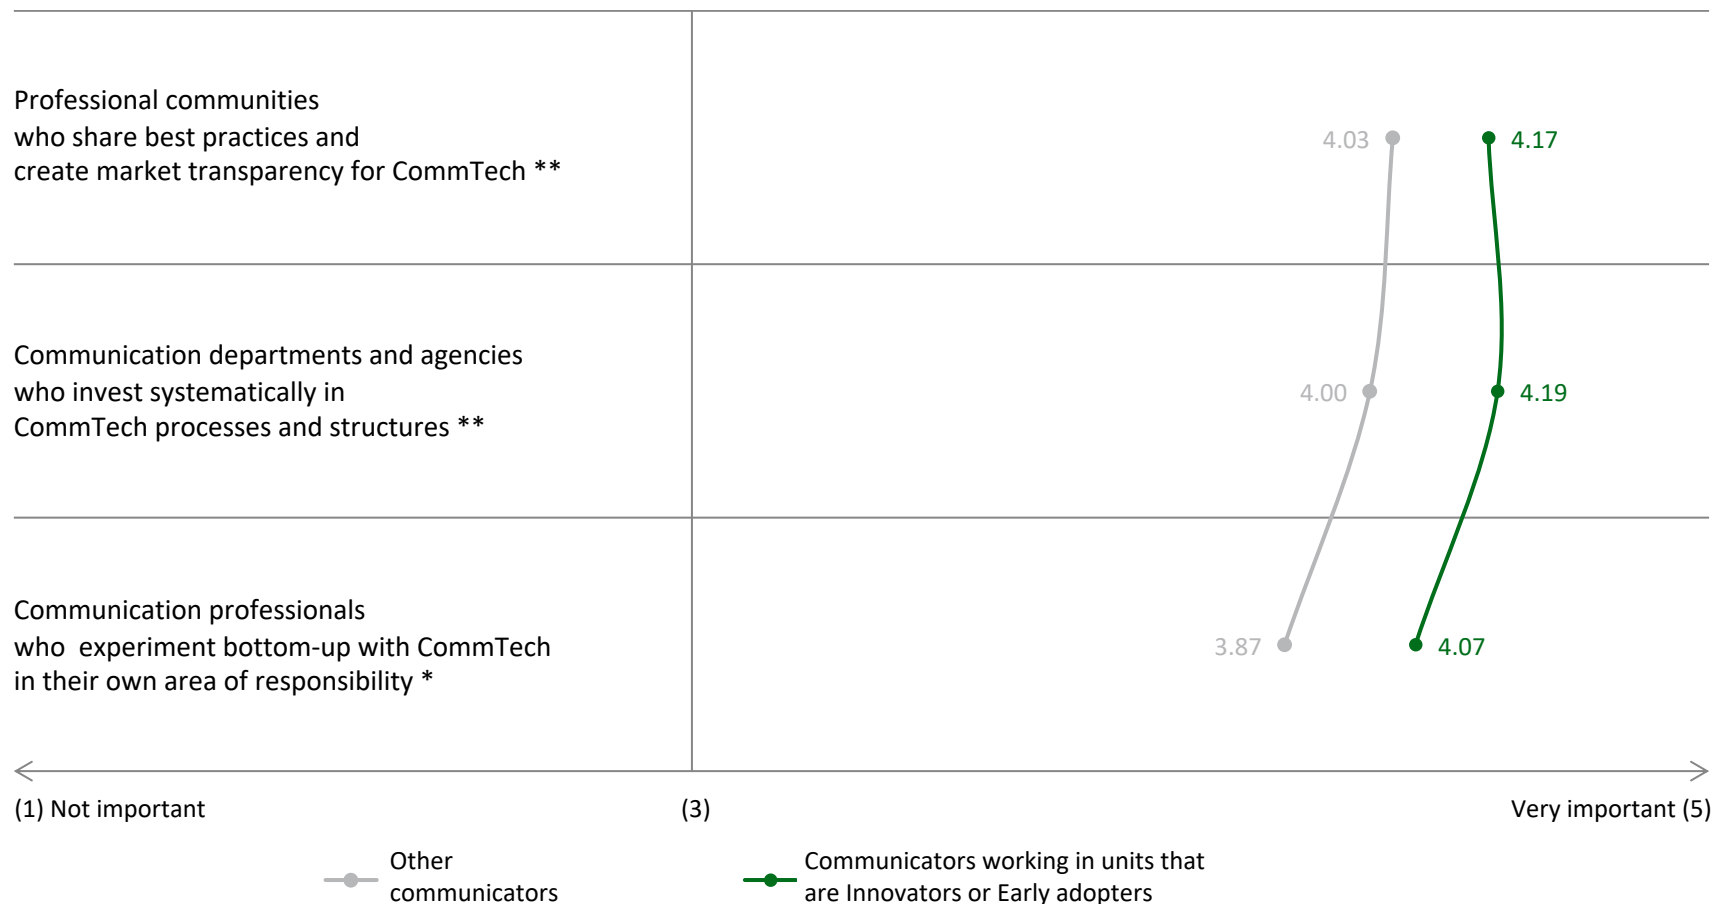 Professional communities
who share best practices and
create market transparency for CommTech **
4.03
4.17
Communication departments and agencies
who invest systematically in
CommTech processes and structures **
4.00
4.19
Communication professionals
who  experiment bottom-up with CommTech
in their own area of responsibility *
3.87
4.07
(1) Not important
(3)
Very important (5)
Other
communicators
Communicators working in units that
are Innovators or Early adopters